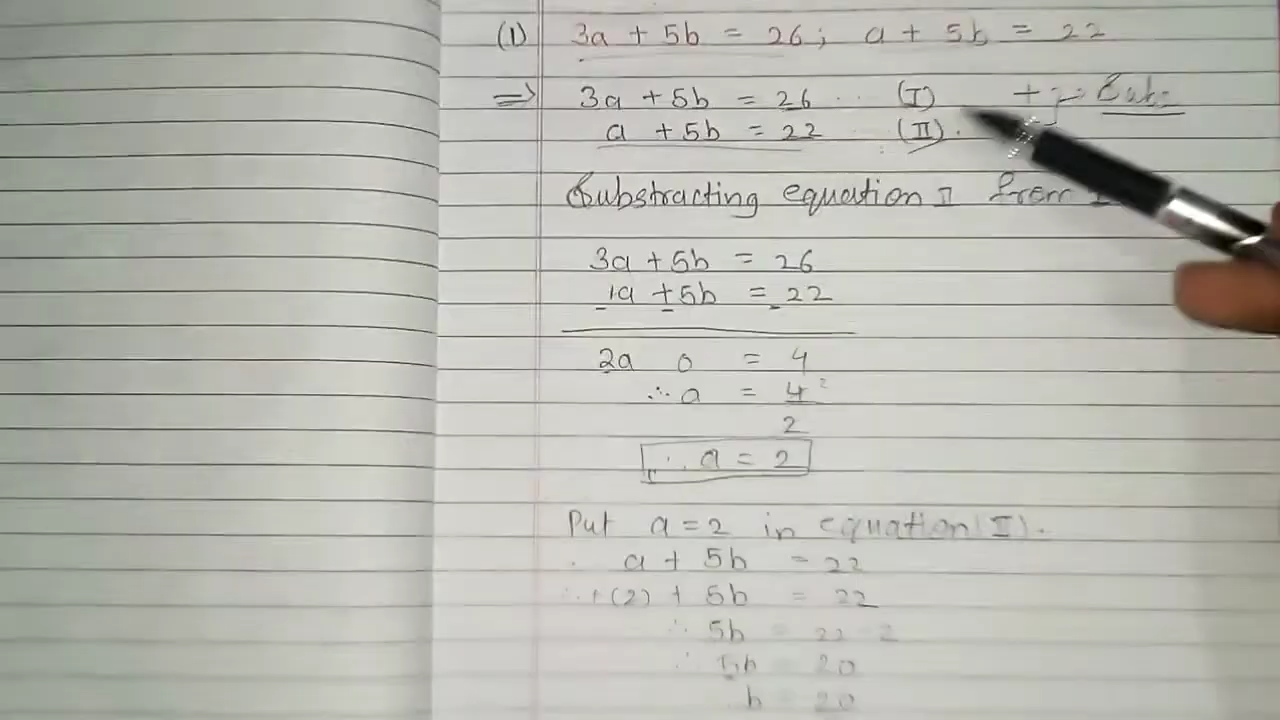 (1) 3a + 5b = 26; a + 5b = 22
⇒ 3a + 5b = 26 .. (I) + }-
a + 5b = 22 .. (II).
Substracting equation II from I
3a + 5b = 26
1a + 5b = 22
- - -
2a 0 = 4
∴ a = 4 2
2
∴ a = 2
Put a = 2 in equation (II).
a + 5b = 22
∴ 1(2) + 5b = 22
∴ 5b = 22 - 2
∴ 5b = 20
b = 20